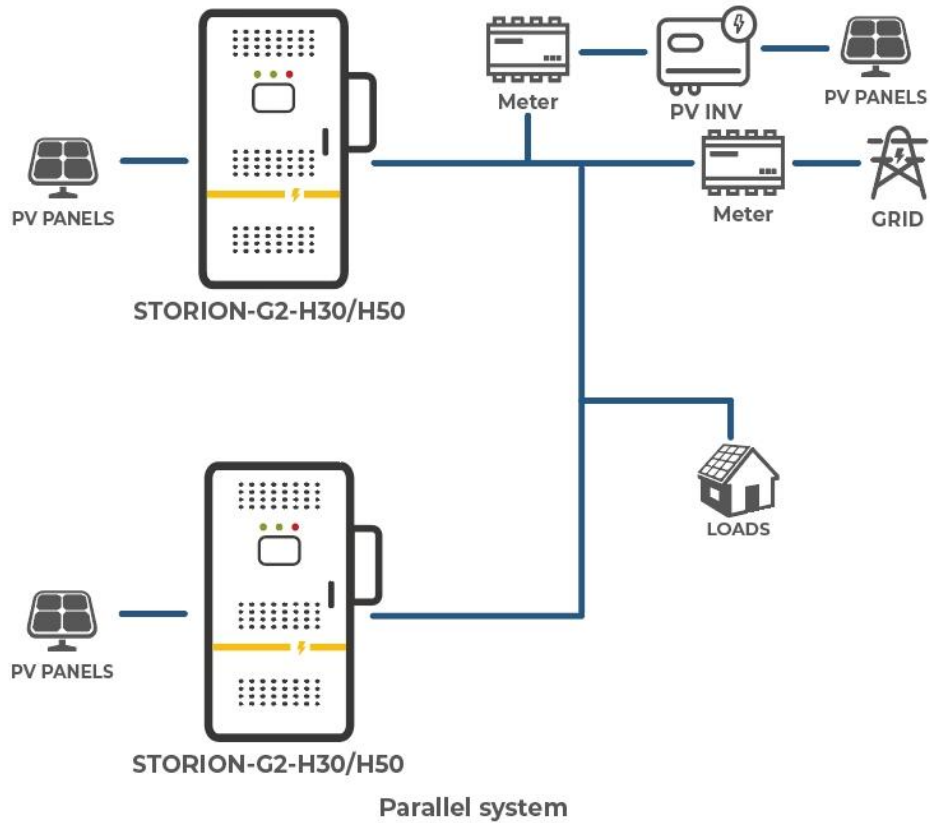 Meter
PV INV
PV PANELS
PV PANELS
Meter
GRID
STORION-G2-H30/H50
LOADS
PV PANELS
STORION-G2-H30/H50
Parallel system